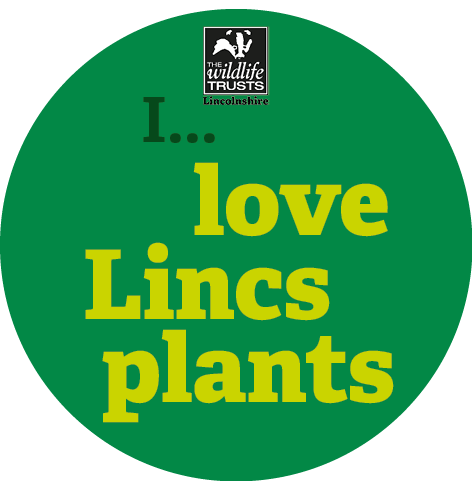 THE
wildlife
TRUSTS
Lincolnshire
I...
love
Lincs
plants